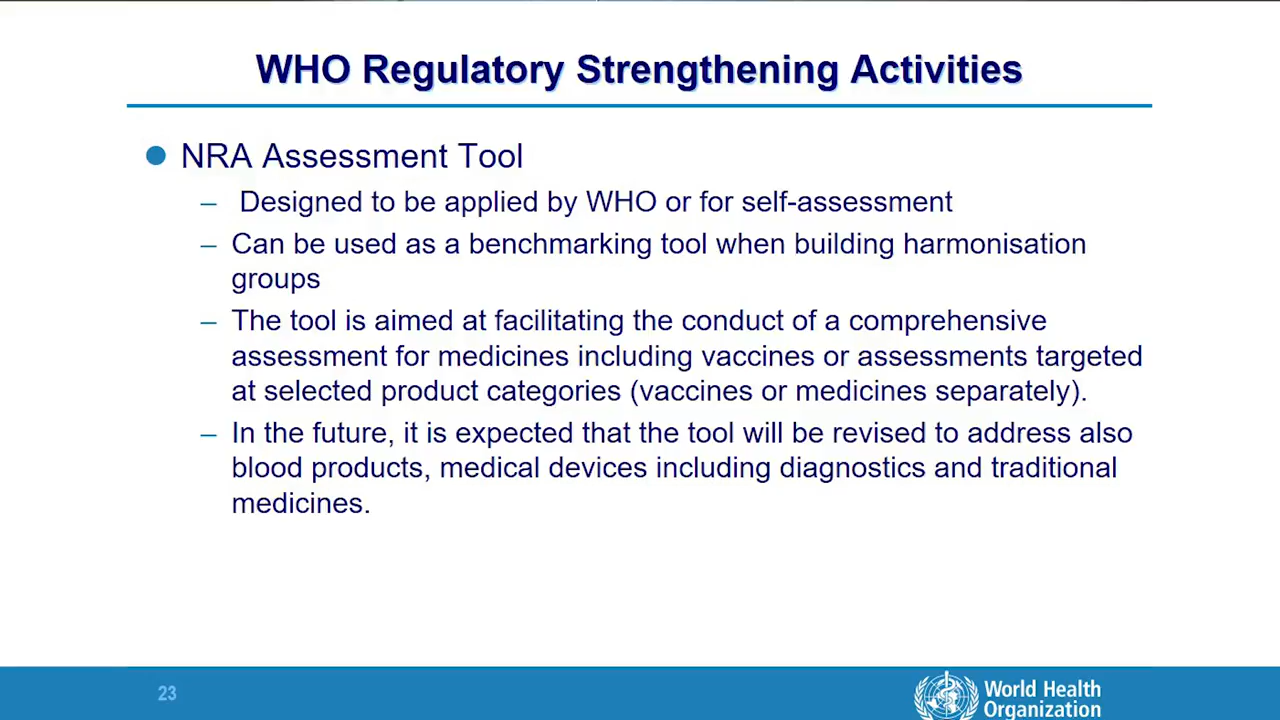 WHO Regulatory Strengthening Activities
● NRA Assessment Tool
– Designed to be applied by WHO or for self-assessment
– Can be used as a benchmarking tool when building harmonisation
groups
– The tool is aimed at facilitating the conduct of a comprehensive
assessment for medicines including vaccines or assessments targeted
at selected product categories (vaccines or medicines separately).
– In the future, it is expected that the tool will be revised to address also
blood products, medical devices including diagnostics and traditional
medicines.
23
World Health
Organization